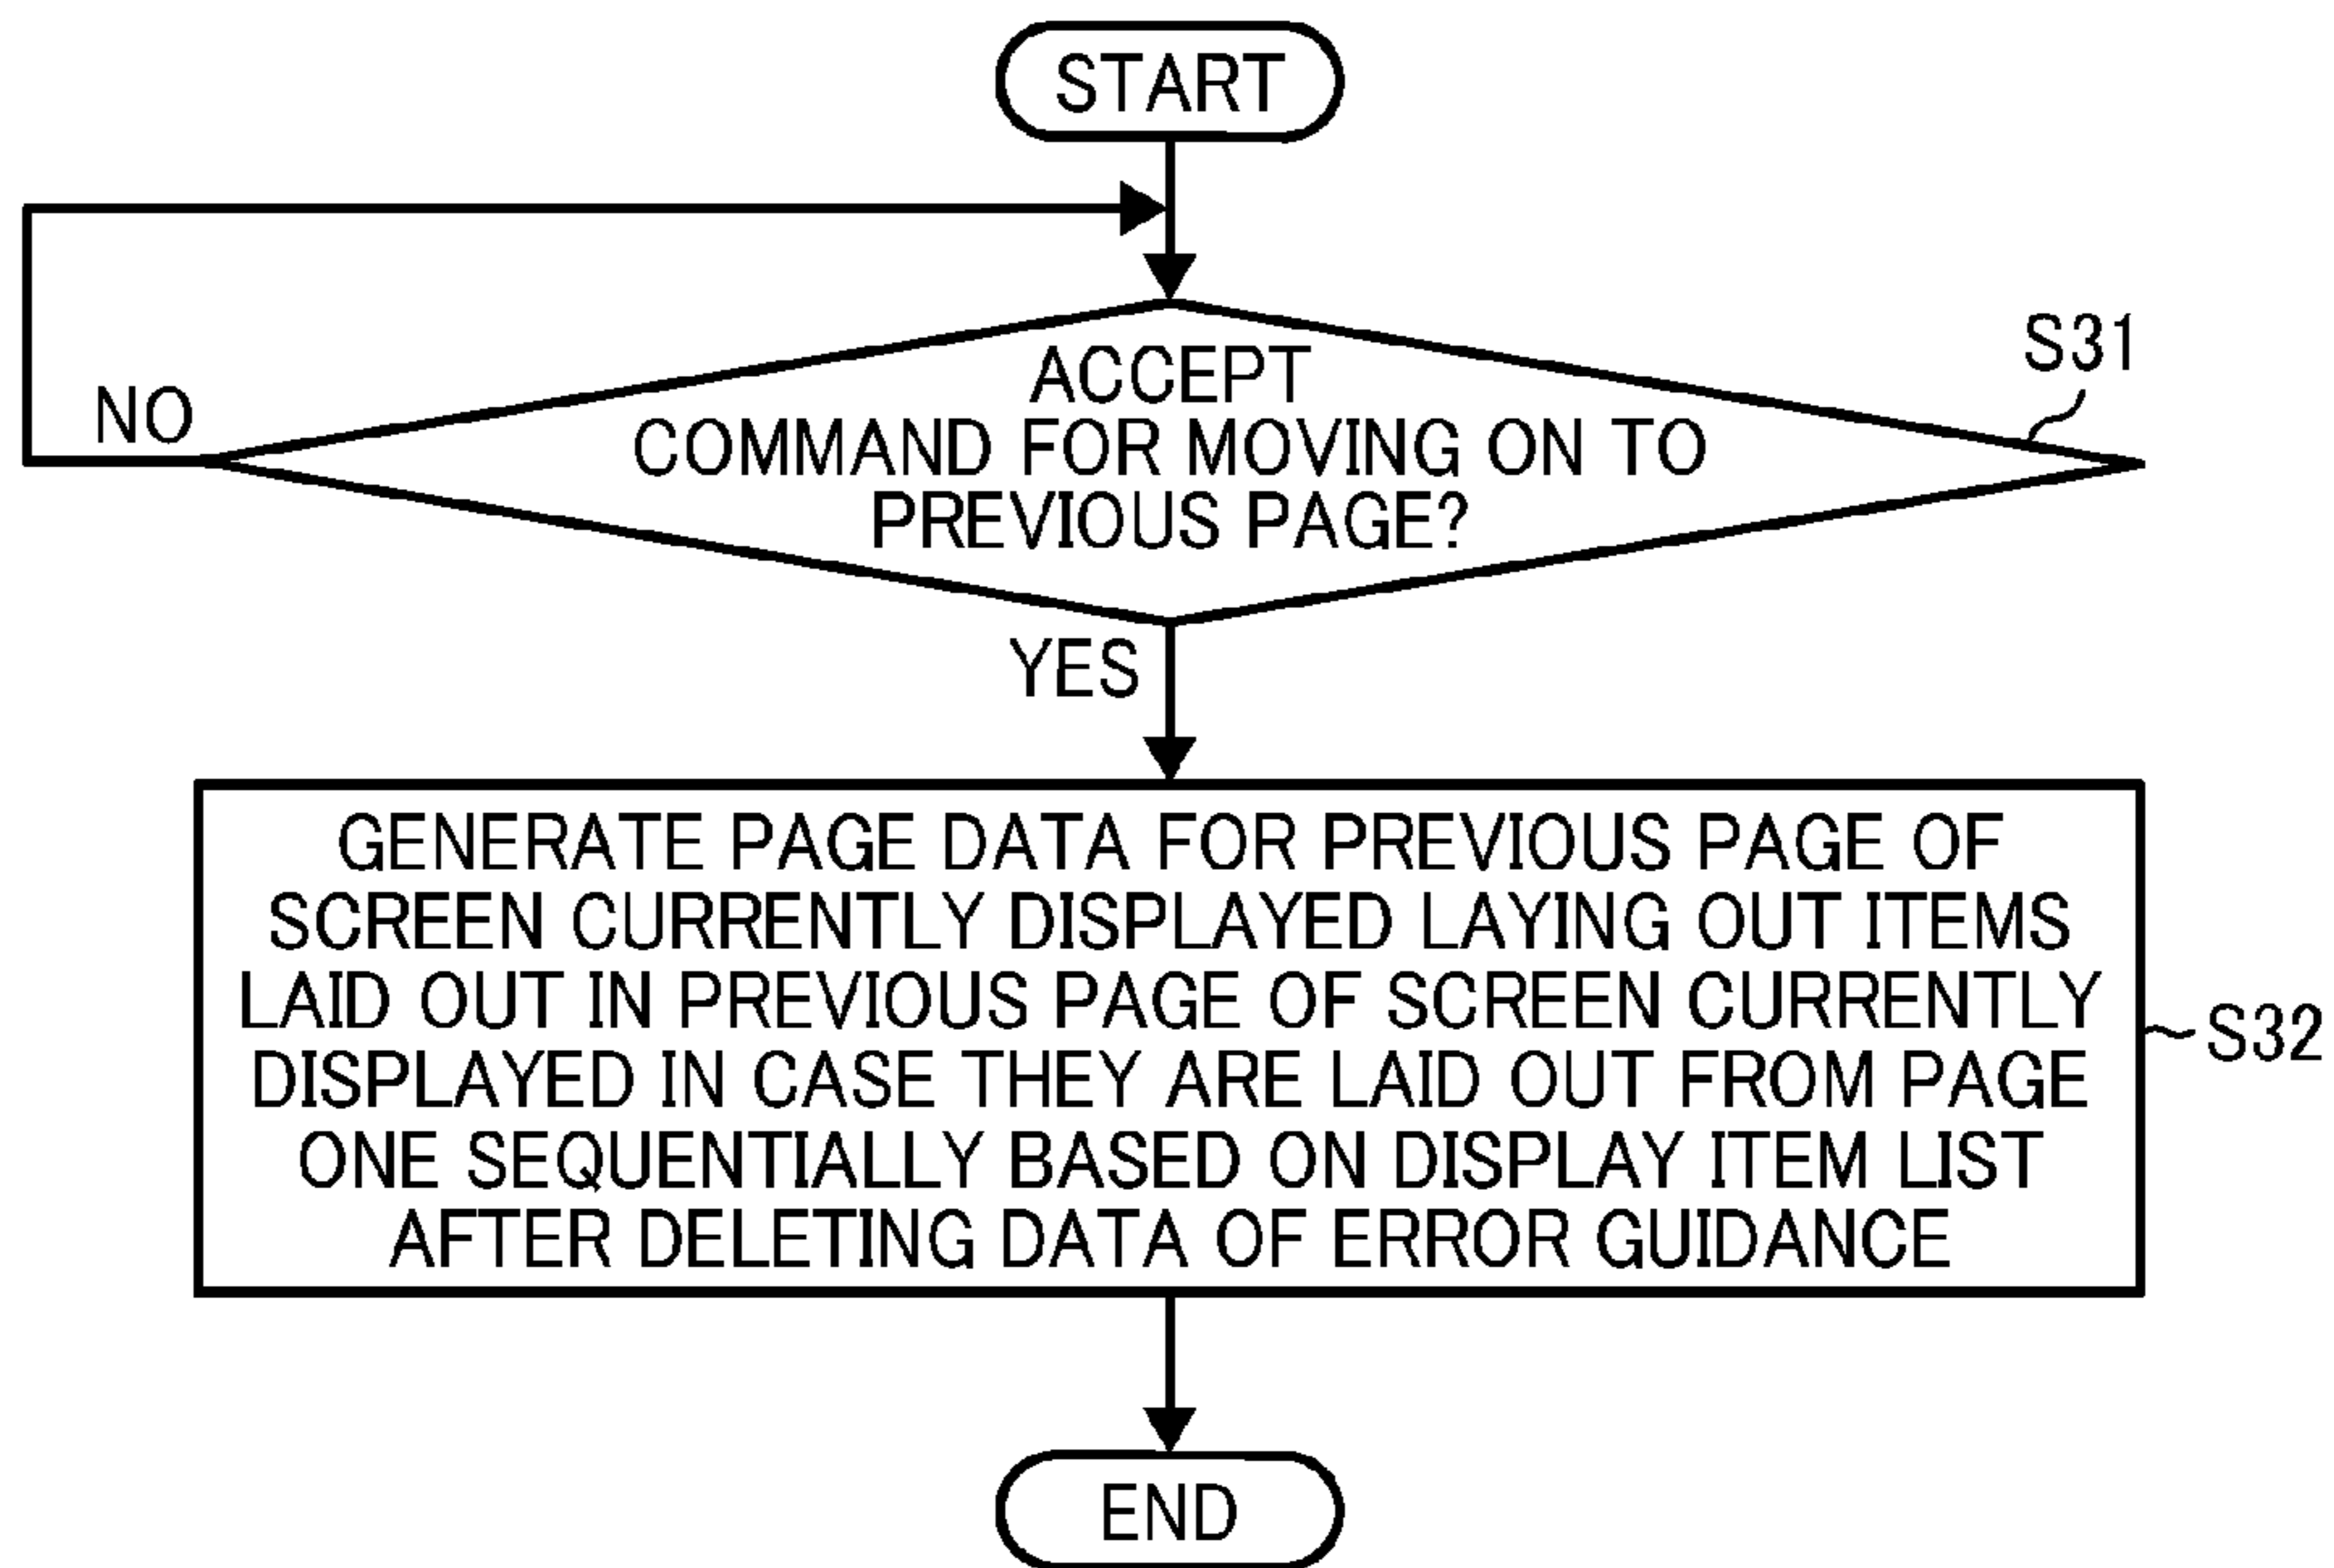 START
S31
NO
ACCEPT
COMMAND FOR MOVING ON TO
PREVIOUS PAGE?
YES
GENERATE PAGE DATA FOR PREVIOUS PAGE OF
SCREEN CURRENTLY DISPLAYED LAYING OUT ITEMS
LAID OUT IN PREVIOUS PAGE OF SCREEN CURRENTLY
DISPLAYED IN CASE THEY ARE LAID OUT FROM PAGE
ONE SEQUENTIALLY BASED ON DISPLAY ITEM LIST
AFTER DELETING DATA OF ERROR GUIDANCE
S32
END